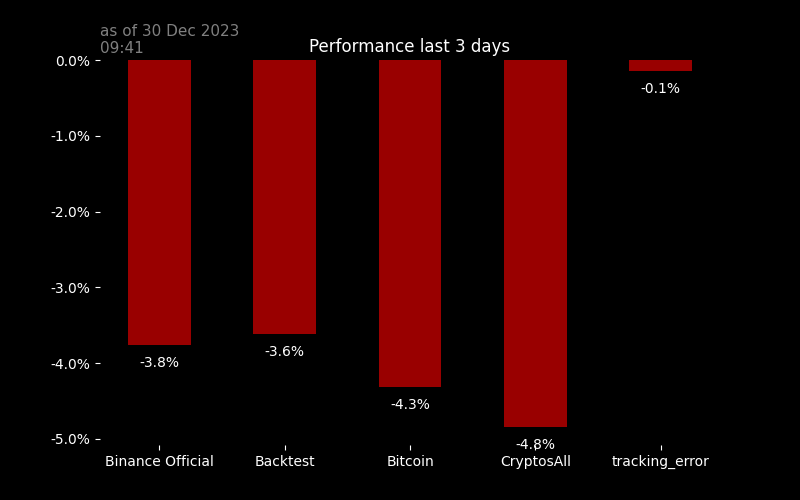 as of 30 Dec 2023
09:41
Performance last 3 days
0.0%
-1.0%
-2.0%
-3.0%
-4.0%
-5.0%
-3.8%
-3.6%
-4.3%
-4.8%
-0.1%
Binance Official
Backtest
Bitcoin
CryptosAll
tracking_error